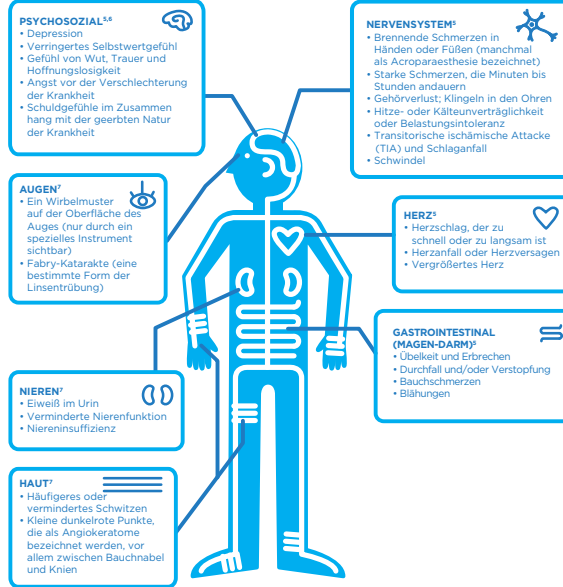 PSYCHOSOZIAL⁵,⁶
• Depression
• Verringertes Selbstwertgefühl
• Gefühl von Wut, Trauer und
Hoffnungslosigkeit
• Angst vor der Verschlechterung
der Krankheit
• Schuldgefühle im Zusammen
hang mit der geerbten Natur
der Krankheit
NERVENSYSTEM⁵
• Brennende Schmerzen in
Händen oder Füßen (manchmal
als Acroparaesthesie bezeichnet)
• Starke Schmerzen, die Minuten bis
Stunden andauern
• Gehörverlust; Klingeln in den Ohren
• Hitze- oder Kälteunverträglichkeit
oder Belastungsintoleranz
• Transitorische ischämische Attacke
(TIA) und Schlaganfall
• Schwindel
AUGEN⁷
• Ein Wirbelmuster
auf der Oberfläche des
Auges (nur durch ein
spezielles Instrument
sichtbar)
• Fabry-Katarakte (eine
bestimmte Form der
Linsentrübung)
HERZ⁵
• Herzschlag, der zu
schnell oder zu langsam ist
• Herzanfall oder Herzversagen
• Vergrößertes Herz
GASTROINTESTINAL
(MAGEN-DARM)⁵
• Übelkeit und Erbrechen
• Durchfall und/oder Verstopfung
• Bauchschmerzen
• Blähungen
NIEREN⁷
• Eiweiß im Urin
• Verminderte Nierenfunktion
• Niereninsuffizienz
HAUT⁷
• Häufigeres oder
vermindertes Schwitzen
• Kleine dunkelrote Punkte,
die als Angiokeratome
bezeichnet werden, vor
allem zwischen Bauchnabel
und Knien